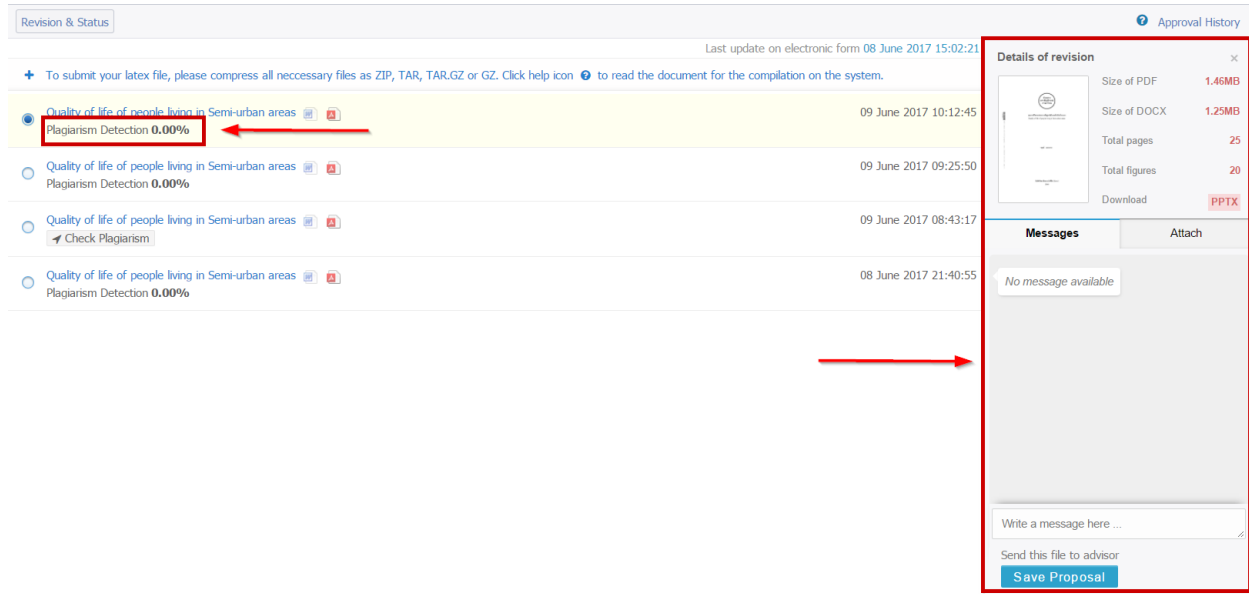 Revision & Status
Approval History
Last update on electronic form 08 June 2017 15:02:21
To submit your latex file, please compress all neccessary files as ZIP, TAR, TAR.GZ or GZ. Click help icon to read the document for the compilation on the system.
Quality of life of people living in Semi-urban areas 09 June 2017 10:12:45
Plagiarism Detection 0.00%
Quality of life of people living in Semi-urban areas 09 June 2017 09:25:50
Plagiarism Detection 0.00%
Quality of life of people living in Semi-urban areas 09 June 2017 08:43:17
Check Plagiarism
Quality of life of people living in Semi-urban areas 08 June 2017 21:40:55
Plagiarism Detection 0.00%
Details of revision
Size of PDF 1.46MB
Size of DOCX 1.25MB
Total pages 25
Total figures 20
Download PPTX
Messages Attach
No message available
Write a message here ...
Send this file to advisor
Save Proposal